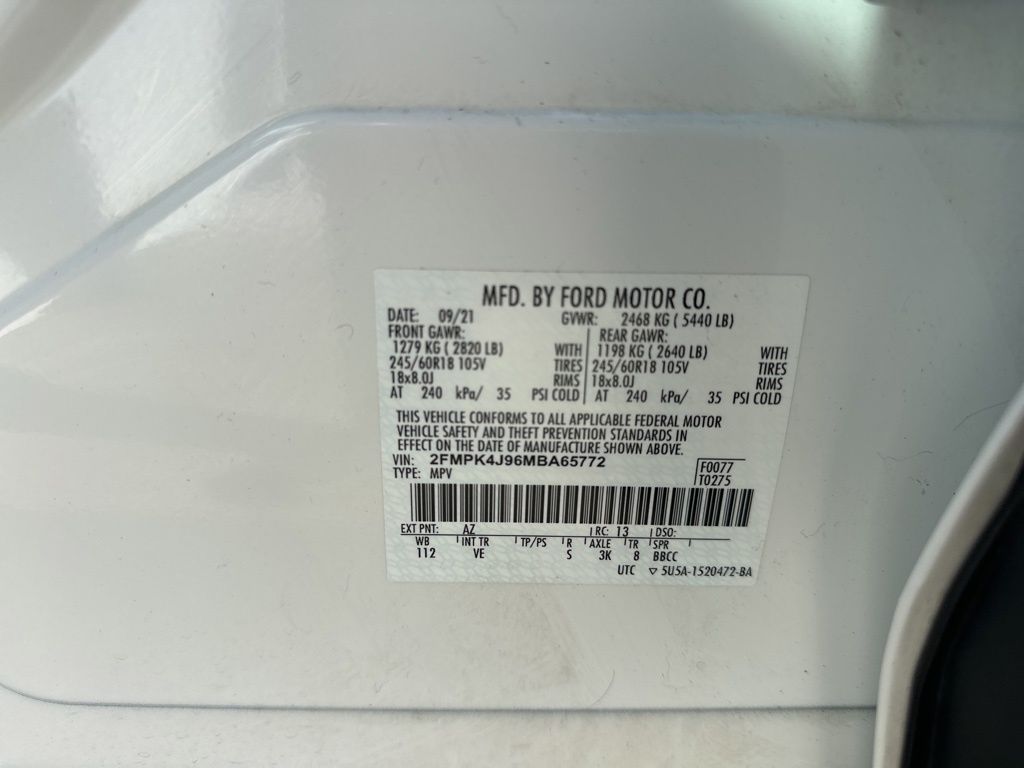 MFD. BY FORD MOTOR CO.
DATE: 09/21 GVWR: 2468 KG ( 5440 LB)
FRONT GAWR: REAR GAWR:
1279 KG ( 2820 LB) WITH 1198 KG ( 2640 LB) WITH
245/60R18 105V TIRES 245/60R18 105V TIRES
18x8.0J RIMS 18x8.0J RIMS
AT 240 kPa/ 35 PSI COLD AT 240 kPa/ 35 PSI COLD
THIS VEHICLE CONFORMS TO ALL APPLICABLE FEDERAL MOTOR
VEHICLE SAFETY AND THEFT PREVENTION STANDARDS IN
EFFECT ON THE DATE OF MANUFACTURE SHOWN ABOVE.
VIN: 2FMPK4J96MBA65772 F0077
TYPE: MPV T0275
EXT PNT: AZ RC: 13 DSO:
WB INT TR TP/PS R AXLE TR SPR
112 VE S 3K 8 BBCC
UTC ▽ 5U5A-1520472-BA